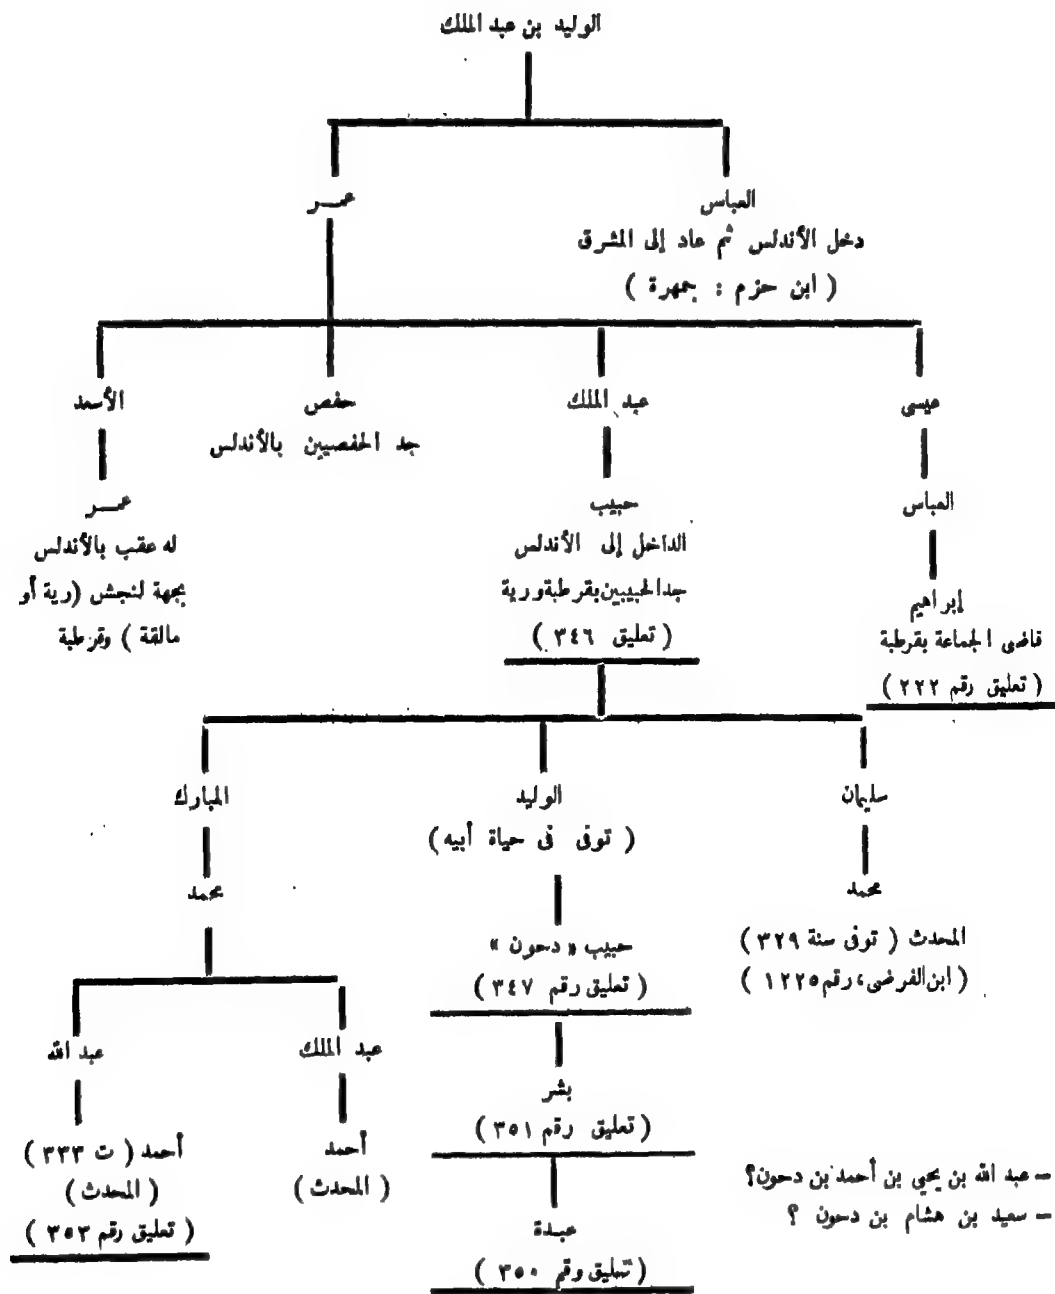 الوليد بن عبد الملك
العباس
دخل الأندلس ثم عاد إلى المشرق
( ابن حزم : جمهرة )
عمـر
عيسى
عبد الملك
حفص
جد الحفصيين بالأندلس
الأسعد
العباس
إبراهيم
قاضى الجماعة بقرطبة
( تعليق رقم ٢٢٢ )
حبيب
الداخل إلى الأندلس
جد الحبيبين بقرطبة ورية
( تعليق ٣٤٦ )
عمـر
له عقب بالأندلس
بجهة لنجش (رية أو
مالقة ) وقرطبة
سليمان
الوليد
( توفى فى حياة أبيه )
المبارك
محمد
المحدث ( توفى سنة ٣٢٩ )
( ابن الفرضى، رقم ١٢٢٥ )
حبيب « دحون »
( تعليق رقم ٣٤٧ )
محمد
بشر
( تعليق رقم ٣٥١ )
عبد الملك
عبد الله
عبدة
( تعليق رقم ٣٥٠ )
أحمد
( المحدث )
أحمد ( ت ٣٣٣ )
( المحدث )
( تعليق رقم ٣٥٣ )
– عبد الله بن يحيى بن أحمد بن دحون؟
– سعيد بن هشام بن دحون ؟